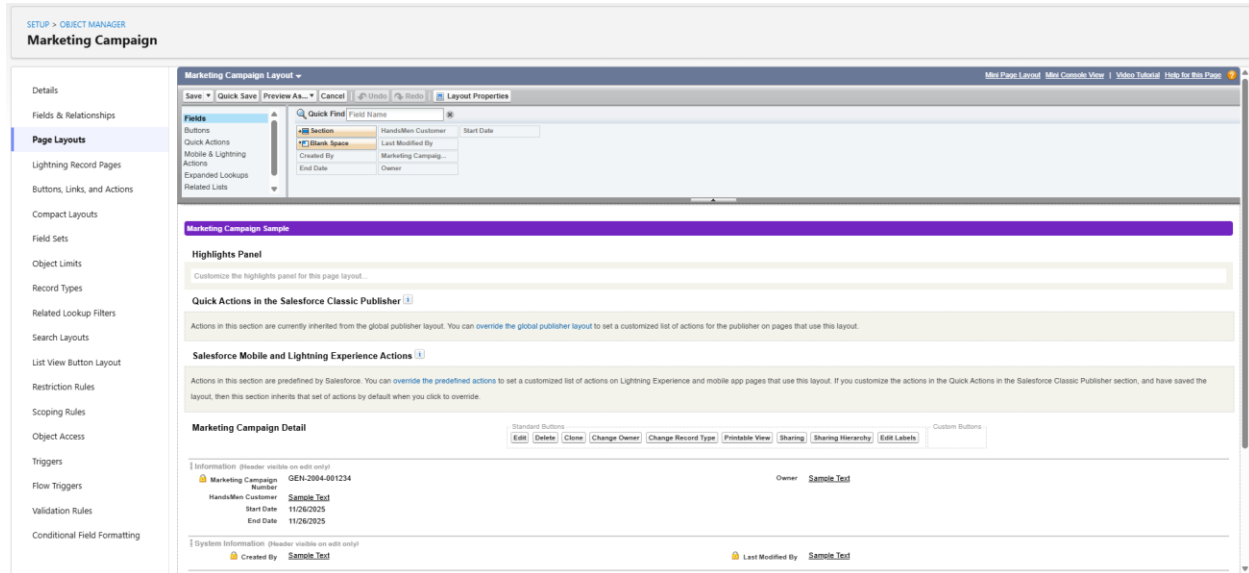 SETUP > OBJECT MANAGER
Marketing Campaign
Details
Fields & Relationships
Page Layouts
Lightning Record Pages
Buttons, Links, and Actions
Compact Layouts
Field Sets
Object Limits
Record Types
Related Lookup Filters
Search Layouts
List View Button Layout
Restriction Rules
Scoping Rules
Object Access
Triggers
Flow Triggers
Validation Rules
Conditional Field Formatting
Marketing Campaign Layout
Mini Page Layout Mini Console View | Video Tutorial Help for this Page
Save Quick Save Preview As... Cancel Undo Redo Layout Properties
Fields
Buttons
Quick Actions
Mobile & Lightning
Actions
Expanded Lookups
Related Lists
Quick Find Field Name
Section HandsMen Customer Start Date
Blank Space Last Modified By
Created By Marketing Campaig...
End Date Owner
Marketing Campaign Sample
Highlights Panel
Customize the highlights panel for this page layout...
Quick Actions in the Salesforce Classic Publisher
Actions in this section are currently inherited from the global publisher layout. You can override the global publisher layout to set a customized list of actions for the publisher on pages that use this layout.
Salesforce Mobile and Lightning Experience Actions
Actions in this section are predefined by Salesforce. You can override the predefined actions to set a customized list of actions on Lightning Experience and mobile app pages that use this layout. If you customize the actions in the Quick Actions in the Salesforce Classic Publisher section, and have saved the
layout, then this section inherits that set of actions by default when you click to override.
Marketing Campaign Detail
Standard Buttons
Edit Delete Clone Change Owner Change Record Type Printable View Sharing Sharing Hierarchy Edit Labels
Custom Buttons
Information (Header visible on edit only)
Marketing Campaign
Number GEN-2004-001234
Owner Sample Text
HandsMen Customer Sample Text
Start Date 11/26/2025
End Date 11/26/2025
System Information (Header visible on edit only)
Created By Sample Text
Last Modified By Sample Text